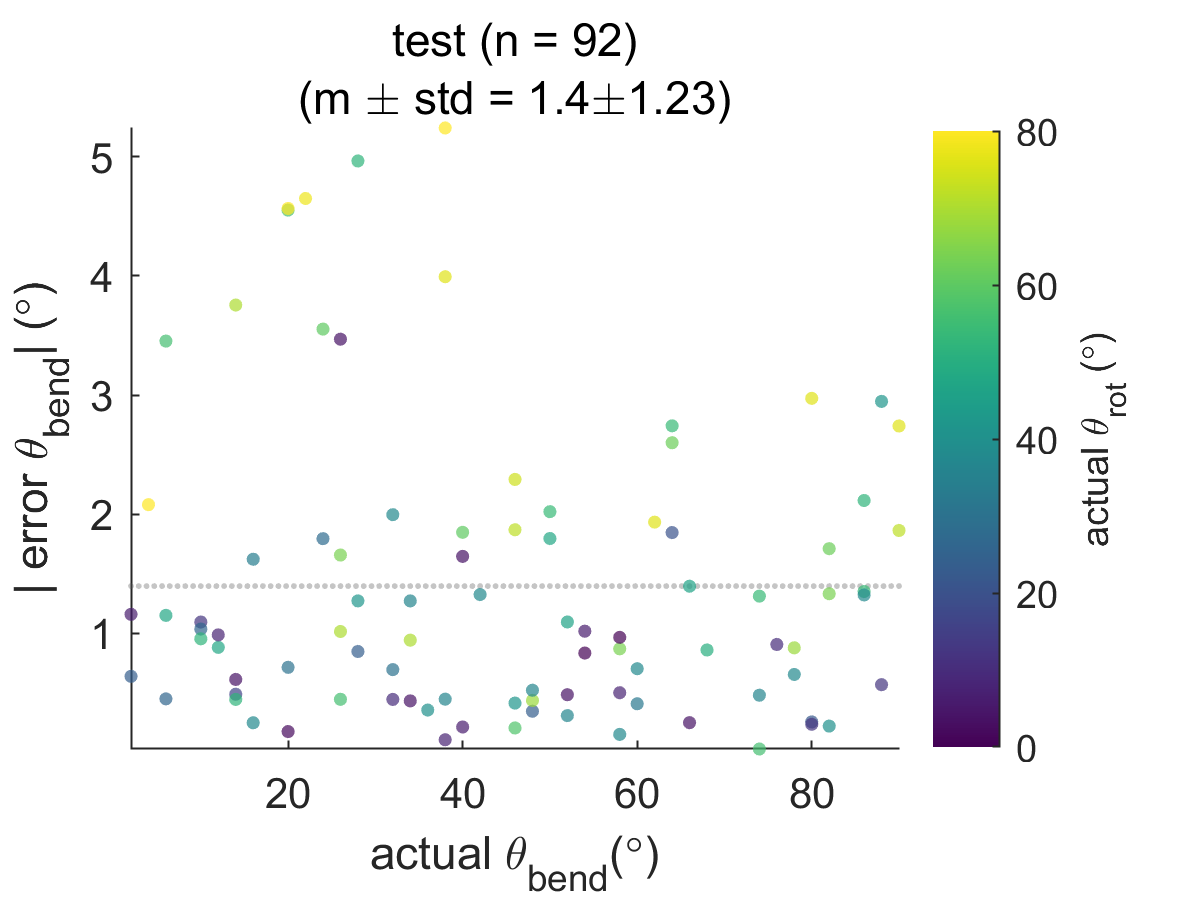 test (n = 92)
(m ± std = 1.4±1.23)
5
4
3
2
1
| error θbend| (°)
20
40
60
80
actual θbend(°)
80
60
40
20
0
actual θrot (°)